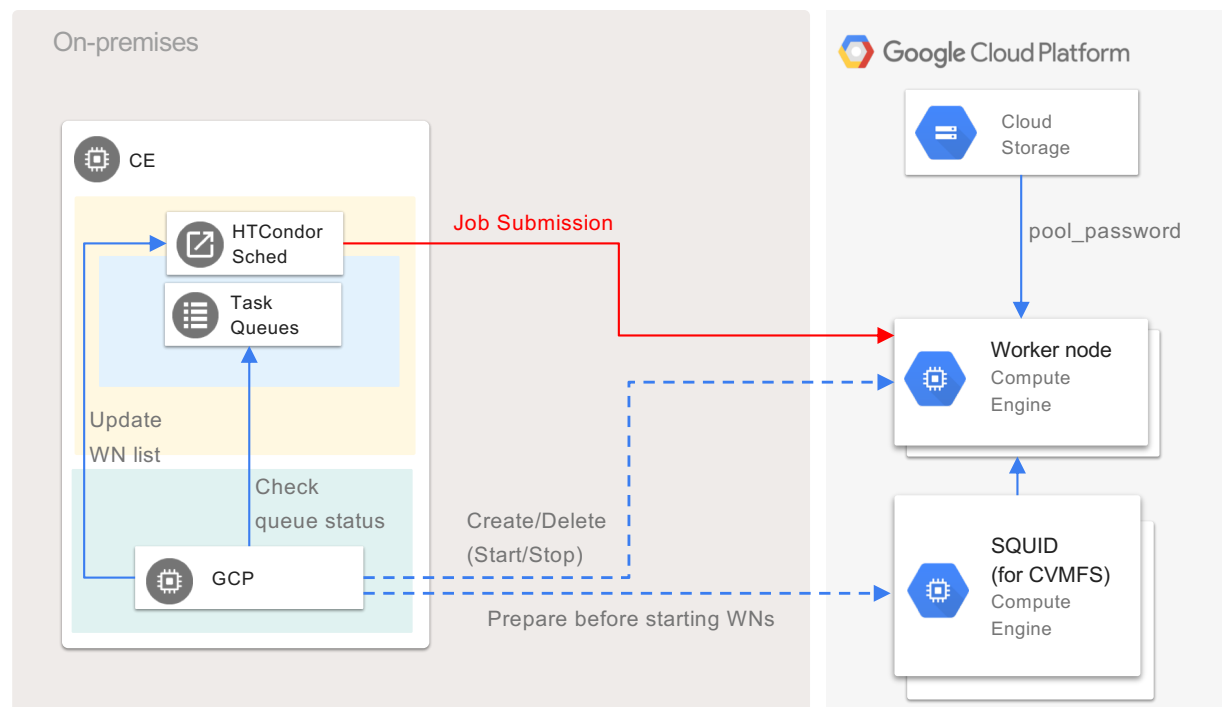 On-premises
Google Cloud Platform
Cloud
Storage
CE
HTCondor
Sched
Job Submission
pool_password
Task
Queues
Worker node
Compute
Engine
Update
WN list
Check
queue status
Create/Delete
(Start/Stop)
SQUID
(for CVMFS)
Compute
Engine
GCP
Prepare before starting WNs